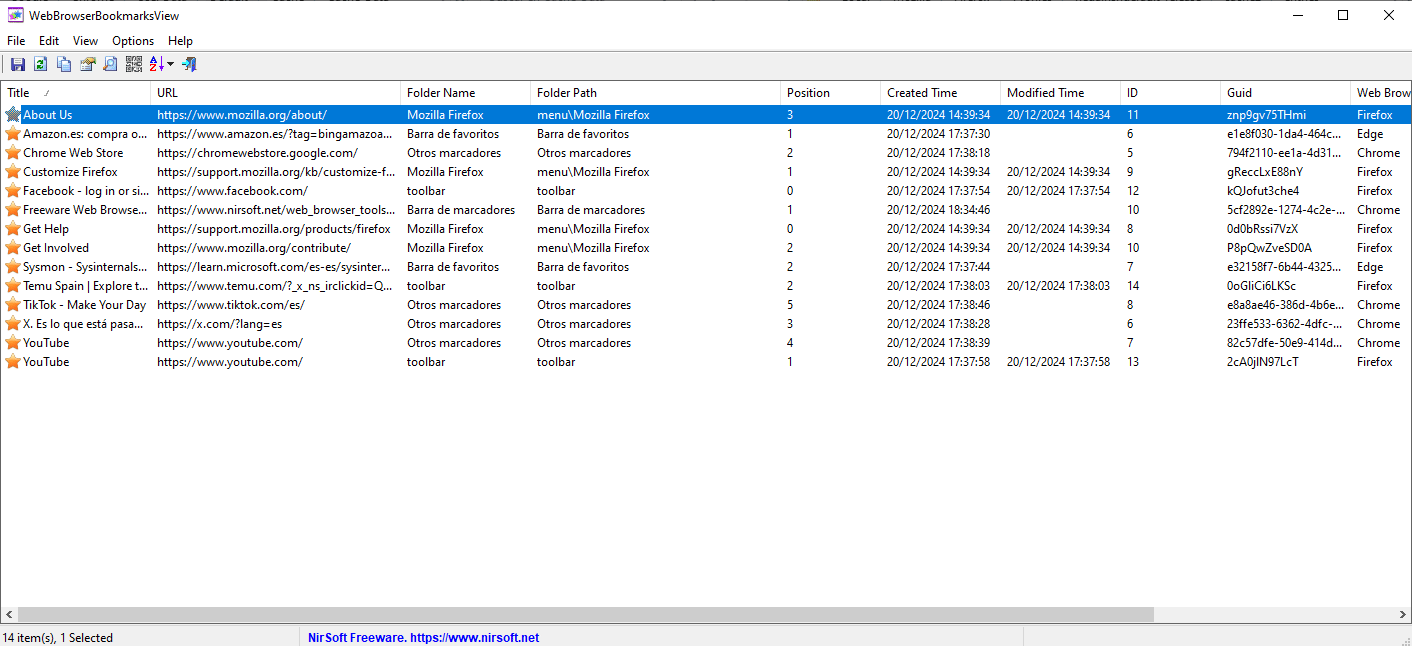 WebBrowserBookmarksView
File Edit View Options Help
Title URL Folder Name Folder Path Position Created Time Modified Time ID Guid Web Brow
About Us https://www.mozilla.org/about/ Mozilla Firefox menu\Mozilla Firefox 3 20/12/2024 14:39:34 20/12/2024 14:39:34 11 znp9gv75THmi Firefox
Amazon.es: compra o... https://www.amazon.es/?tag=bingamazoa... Barra de favoritos Barra de favoritos 1 20/12/2024 17:37:30 6 e1e8f030-1da4-464c... Edge
Chrome Web Store https://chromewebstore.google.com/ Otros marcadores Otros marcadores 2 20/12/2024 17:38:18 5 794f2110-ee1a-4d31... Chrome
Customize Firefox https://support.mozilla.org/kb/customize-f... Mozilla Firefox menu\Mozilla Firefox 1 20/12/2024 14:39:34 20/12/2024 14:39:34 9 gReccLxE88nY Firefox
Facebook - log in or si... https://www.facebook.com/ toolbar toolbar 0 20/12/2024 17:37:54 20/12/2024 17:37:54 12 kQJofut3che4 Firefox
Freeware Web Browse... https://www.nirsoft.net/web_browser_tools... Barra de marcadores Barra de marcadores 1 20/12/2024 18:34:46 10 5cf2892e-1274-4c2e-... Chrome
Get Help https://support.mozilla.org/products/firefox Mozilla Firefox menu\Mozilla Firefox 0 20/12/2024 14:39:34 20/12/2024 14:39:34 8 0d0bRssi7VzX Firefox
Get Involved https://www.mozilla.org/contribute/ Mozilla Firefox menu\Mozilla Firefox 2 20/12/2024 14:39:34 20/12/2024 14:39:34 10 P8pQwZveSD0A Firefox
Sysmon - Sysinternals... https://learn.microsoft.com/es-es/sysinter... Barra de favoritos Barra de favoritos 2 20/12/2024 17:37:44 7 e32158f7-6b44-4325... Edge
Temu Spain | Explore t... https://www.temu.com/?_x_ns_irclickid=Q... toolbar toolbar 2 20/12/2024 17:38:03 20/12/2024 17:38:03 14 0oGIiCi6LKSc Firefox
TikTok - Make Your Day https://www.tiktok.com/es/ Otros marcadores Otros marcadores 5 20/12/2024 17:38:46 8 e8a8ae46-386d-4b6e... Chrome
X. Es lo que está pasa... https://x.com/?lang=es Otros marcadores Otros marcadores 3 20/12/2024 17:38:28 6 23ffe533-6362-4dfc-... Chrome
YouTube https://www.youtube.com/ Otros marcadores Otros marcadores 4 20/12/2024 17:38:39 7 82c57dfe-50e9-414d... Chrome
YouTube https://www.youtube.com/ toolbar toolbar 1 20/12/2024 17:37:58 20/12/2024 17:37:58 13 2cA0jIN97LcT Firefox
14 item(s), 1 Selected NirSoft Freeware. https://www.nirsoft.net